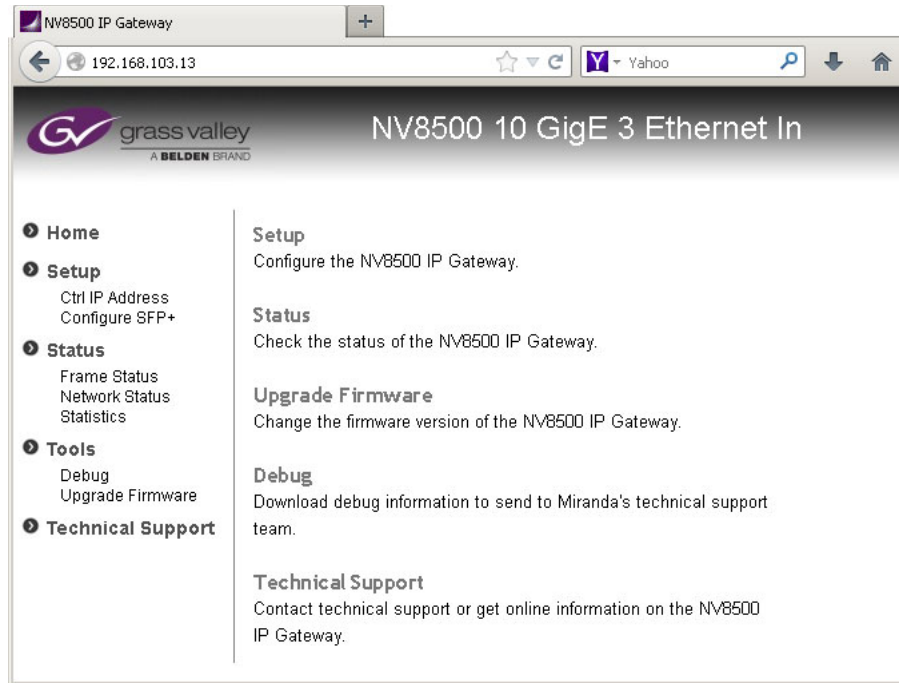 NV8500 IP Gateway
192.168.103.13
Yahoo
GV grass valley
A BELDEN BRAND
NV8500 10 GigE 3 Ethernet In
Home
Setup
Ctrl IP Address
Configure SFP+
Status
Frame Status
Network Status
Statistics
Tools
Debug
Upgrade Firmware
Technical Support
Setup
Configure the NV8500 IP Gateway.
Status
Check the status of the NV8500 IP Gateway.
Upgrade Firmware
Change the firmware version of the NV8500 IP Gateway.
Debug
Download debug information to send to Miranda's technical support
team.
Technical Support
Contact technical support or get online information on the NV8500
IP Gateway.